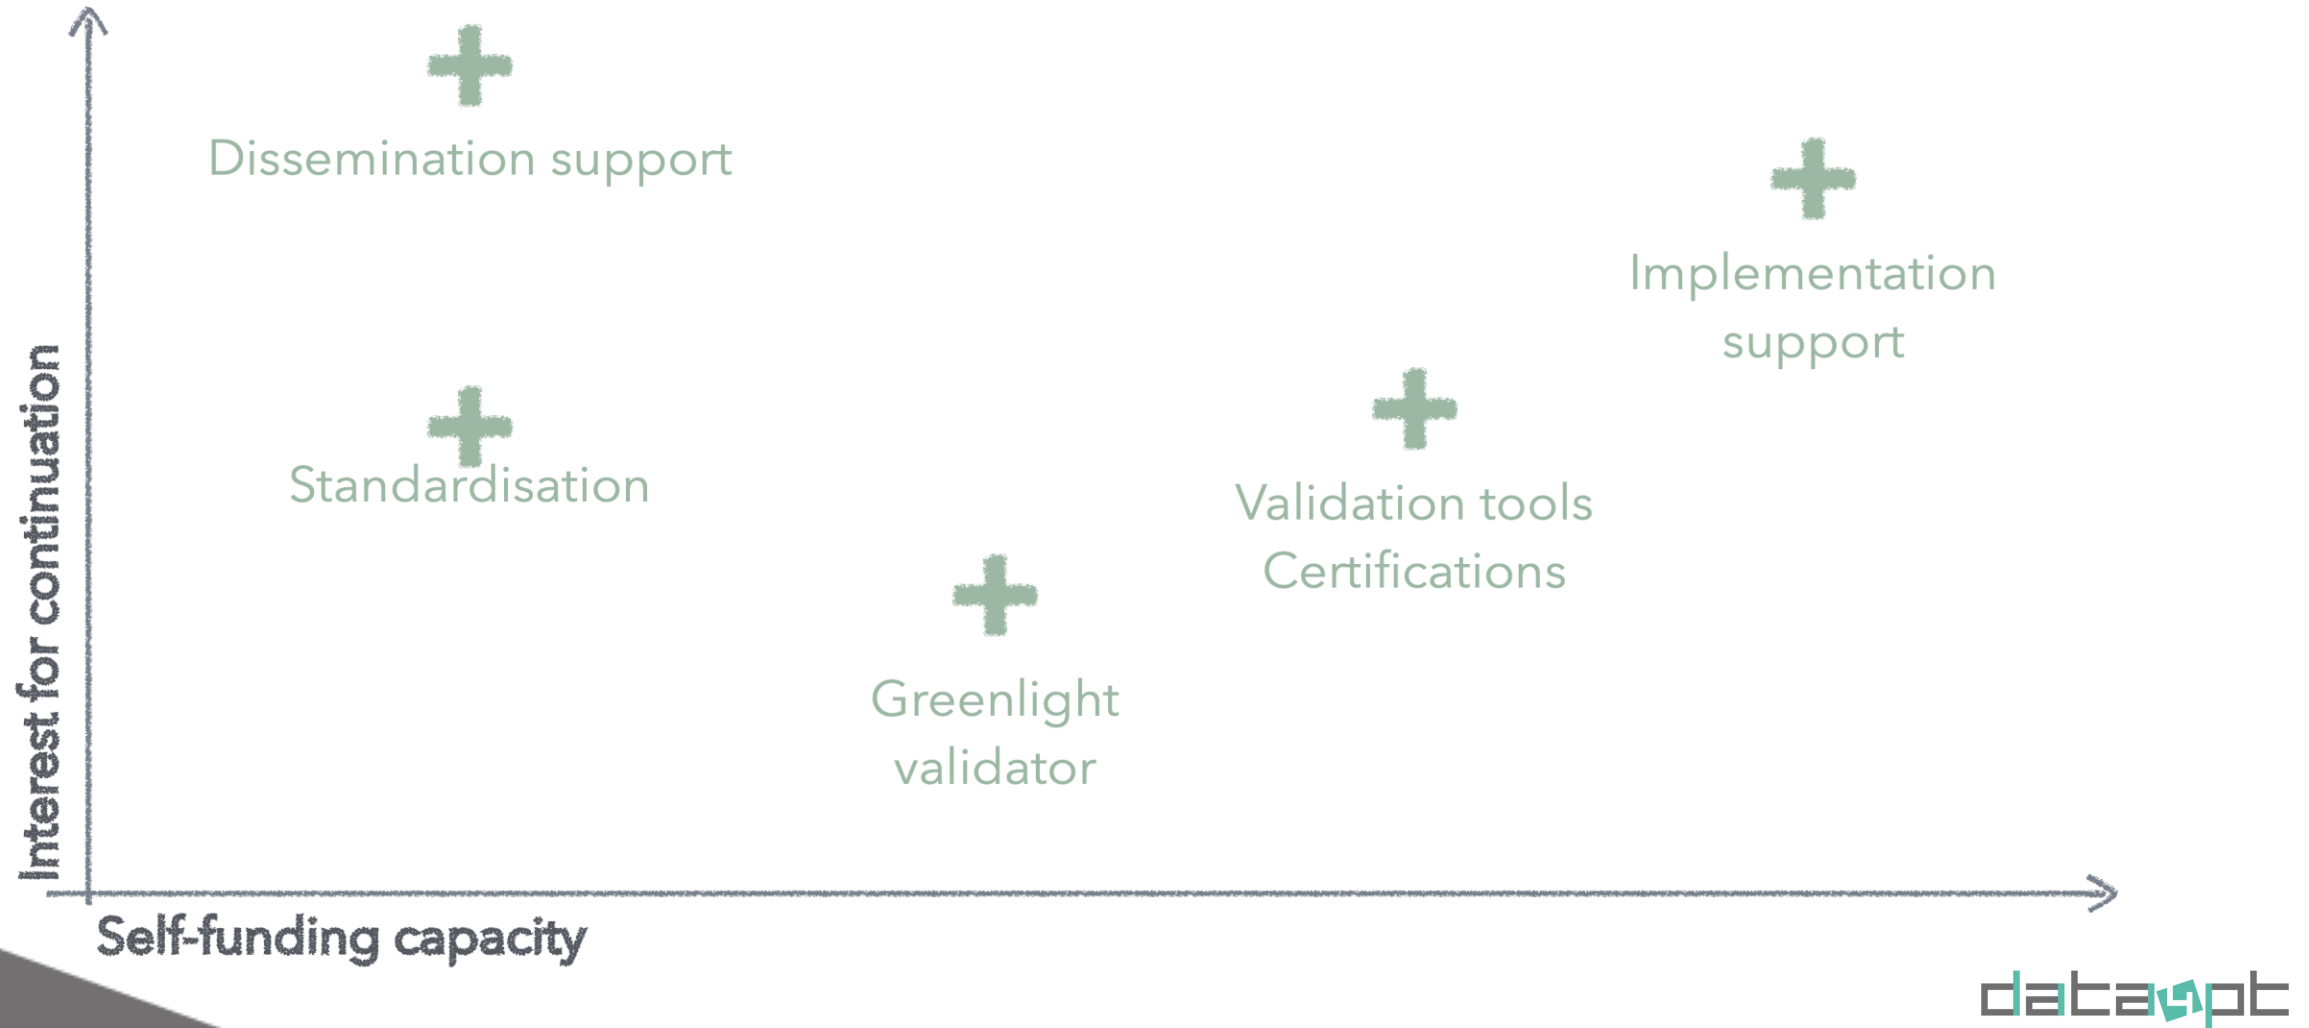 Dissemination support
Implementation
support
Standardisation
Validation tools
Certifications
Greenlight
validator
Interest for continuation
Self-funding capacity
data4pt